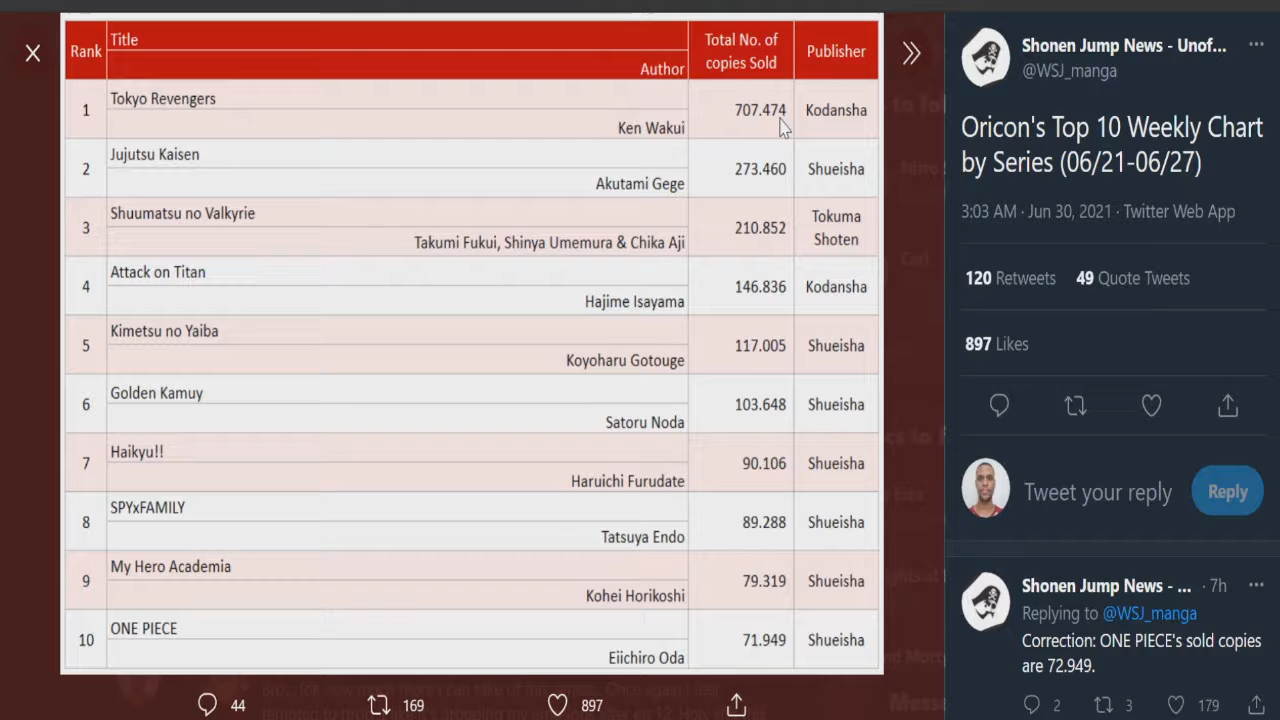 Rank
Title
Author
Total No. of
copies Sold
Publisher
1
Tokyo Revengers
Ken Wakui
707.474
Kodansha
2
Jujutsu Kaisen
Akutami Gege
273.460
Shueisha
3
Shuumatsu no Valkyrie
Takumi Fukui, Shinya Umemura & Chika Aji
210.852
Tokuma
Shoten
4
Attack on Titan
Hajime Isayama
146.836
Kodansha
5
Kimetsu no Yaiba
Koyoharu Gotouge
117.005
Shueisha
6
Golden Kamuy
Satoru Noda
103.648
Shueisha
7
Haikyu!!
Haruichi Furudate
90.106
Shueisha
8
SPYxFAMILY
Tatsuya Endo
89.288
Shueisha
9
My Hero Academia
Kohei Horikoshi
79.319
Shueisha
10
ONE PIECE
Eiichiro Oda
71.949
Shueisha
44
169
897
Shonen Jump News - Unof...
@WSJ_manga
Oricon's Top 10 Weekly Chart
by Series (06/21-06/27)
3:03 AM · Jun 30, 2021 · Twitter Web App
120 Retweets 49 Quote Tweets
897 Likes
Tweet your reply
Reply
Shonen Jump News - ... · 7h
Replying to @WSJ_manga
Correction: ONE PIECE's sold copies
are 72.949.
2
3
179